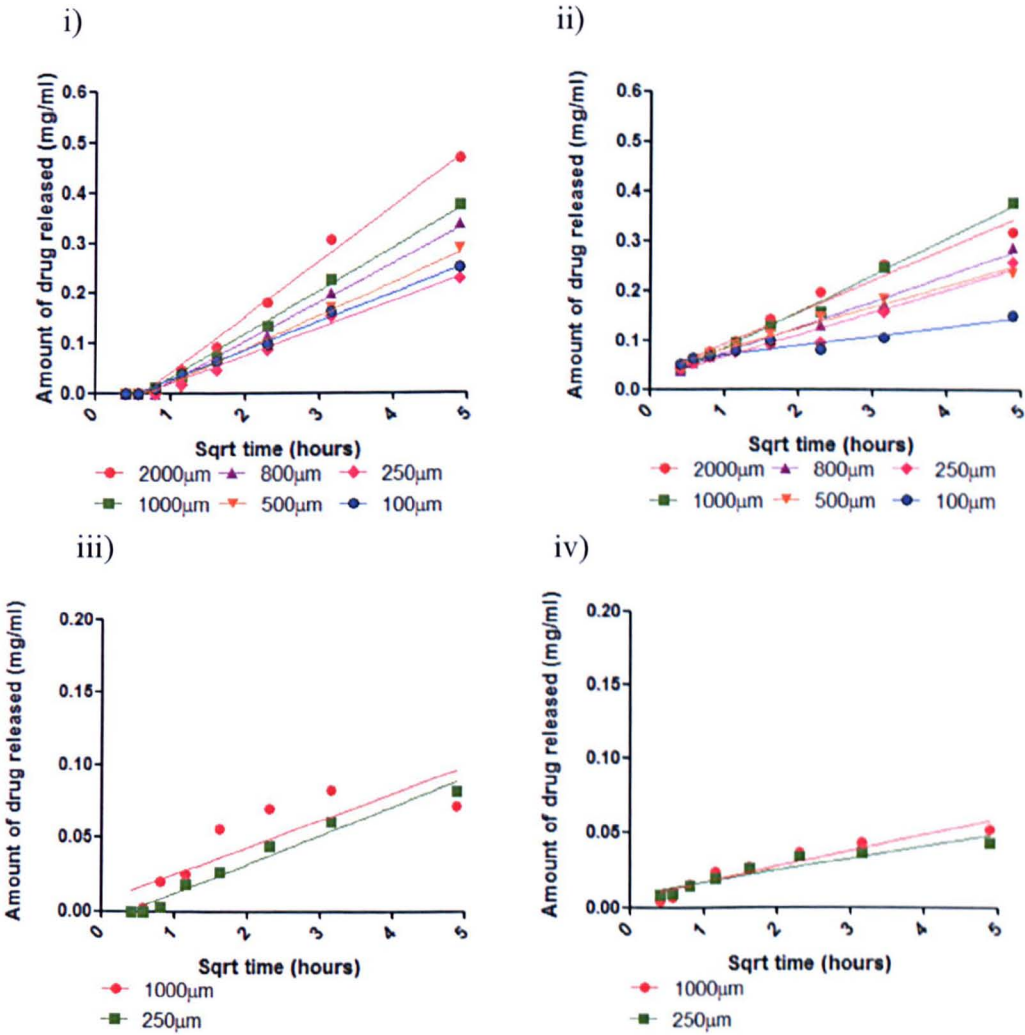 i)
Amount of drug released (mg/ml)
0.6
0.5
0.4
0.3
0.2
0.1
0.0
0 1 2 3 4 5
Sqrt time (hours)
2000µm 800µm 250µm
1000µm 500µm 100µm
ii)
Amount of drug released (mg/ml)
0.6
0.5
0.4
0.3
0.2
0.1
0.0
0 1 2 3 4 5
Sqrt time (hours)
2000µm 800µm 250µm
1000µm 500µm 100µm
iii)
Amount of drug released (mg/ml)
0.20
0.15
0.10
0.05
0.00
0 1 2 3 4 5
Sqrt time (hours)
1000µm
250µm
iv)
Amount of drug released (mg/ml)
0.20
0.15
0.10
0.05
0.00
0 1 2 3 4 5
Sqrt time (hours)
1000µm
250µm